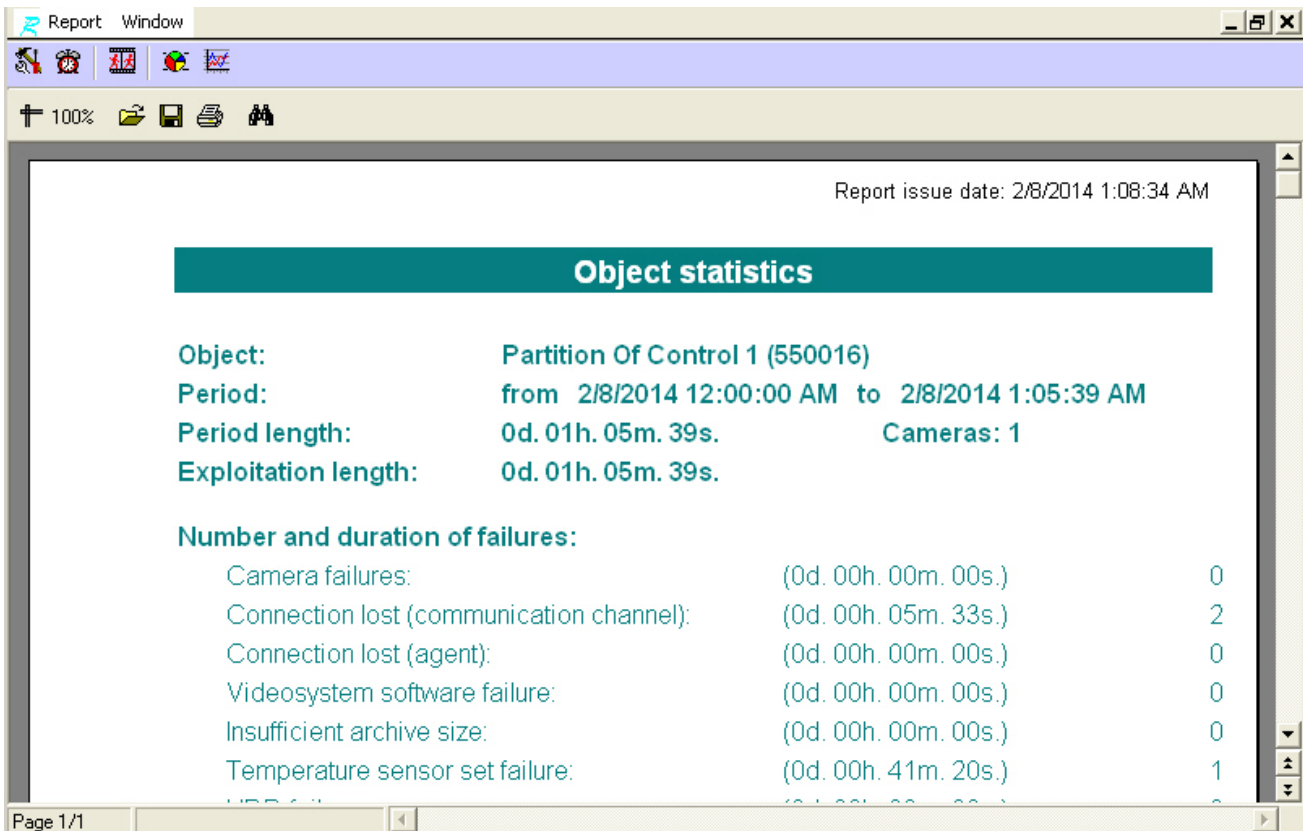 Report Window
100%
Report issue date: 2/8/2014 1:08:34 AM
Object statistics
Object: Partition Of Control 1 (550016)
Period: from 2/8/2014 12:00:00 AM to 2/8/2014 1:05:39 AM
Period length: 0d. 01h. 05m. 39s. Cameras: 1
Exploitation length: 0d. 01h. 05m. 39s.
Number and duration of failures:
Camera failures: (0d. 00h. 00m. 00s.) 0
Connection lost (communication channel): (0d. 00h. 05m. 33s.) 2
Connection lost (agent): (0d. 00h. 00m. 00s.) 0
Videosystem software failure: (0d. 00h. 00m. 00s.) 0
Insufficient archive size: (0d. 00h. 00m. 00s.) 0
Temperature sensor set failure: (0d. 00h. 41m. 20s.) 1
Page 1/1